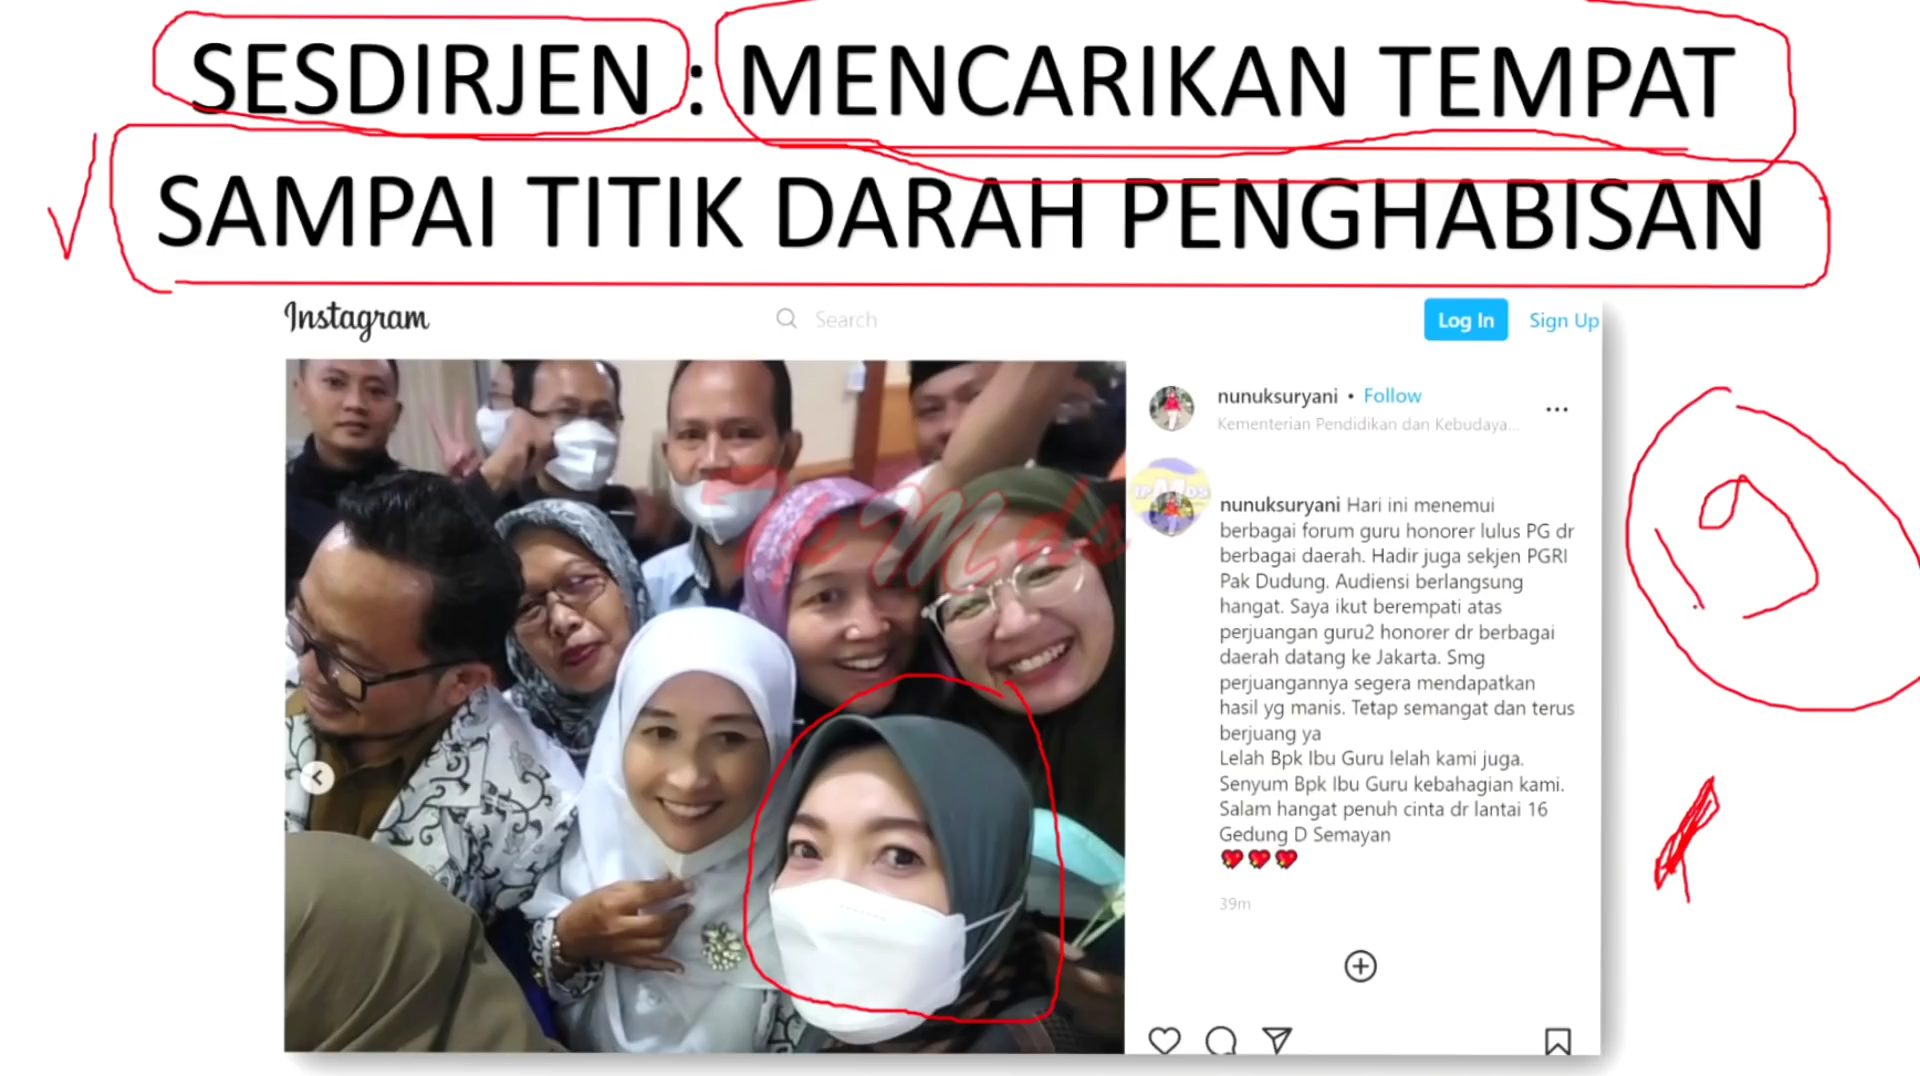 SESDIRJEN : MENCARIKAN TEMPAT
SAMPAI TITIK DARAH PENGHABISAN
Instagram
Search
Log In
Sign Up
nunuksuryani • Follow
Kementerian Pendidikan dan Kebudaya...
nunuksuryani Hari ini menemui
berbagai forum guru honorer lulus PG dr
berbagai daerah. Hadir juga sekjen PGRI
Pak Dudung. Audiensi berlangsung
hangat. Saya ikut berempati atas
perjuangan guru2 honorer dr berbagai
daerah datang ke Jakarta. Smg
perjuangannya segera mendapatkan
hasil yg manis. Tetap semangat dan terus
berjuang ya
Lelah Bpk Ibu Guru lelah kami juga.
Senyum Bpk Ibu Guru kebahagian kami.
Salam hangat penuh cinta dr lantai 16
Gedung D Semayan
💖💖💖
39m
Ip Mds
IPMDS